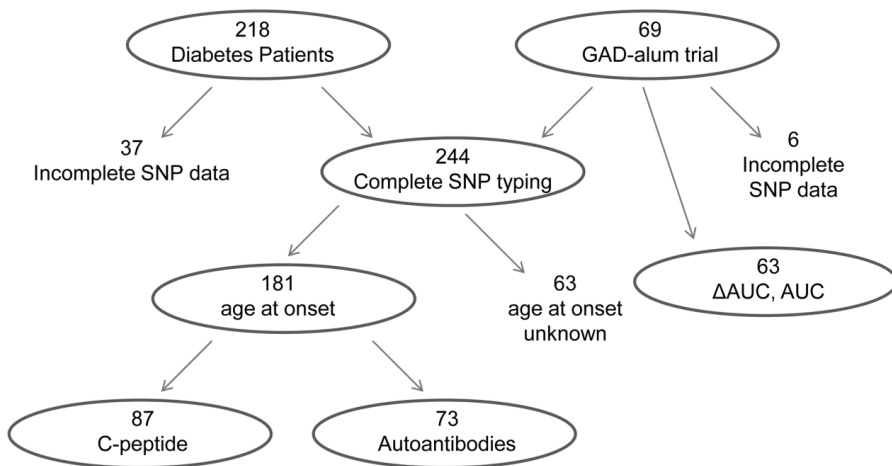 218
Diabetes Patients
69
GAD-alum trial
37
Incomplete SNP data
244
Complete SNP typing
6
Incomplete
SNP data
181
age at onset
63
age at onset
unknown
63
ΔAUC, AUC
87
C-peptide
73
Autoantibodies